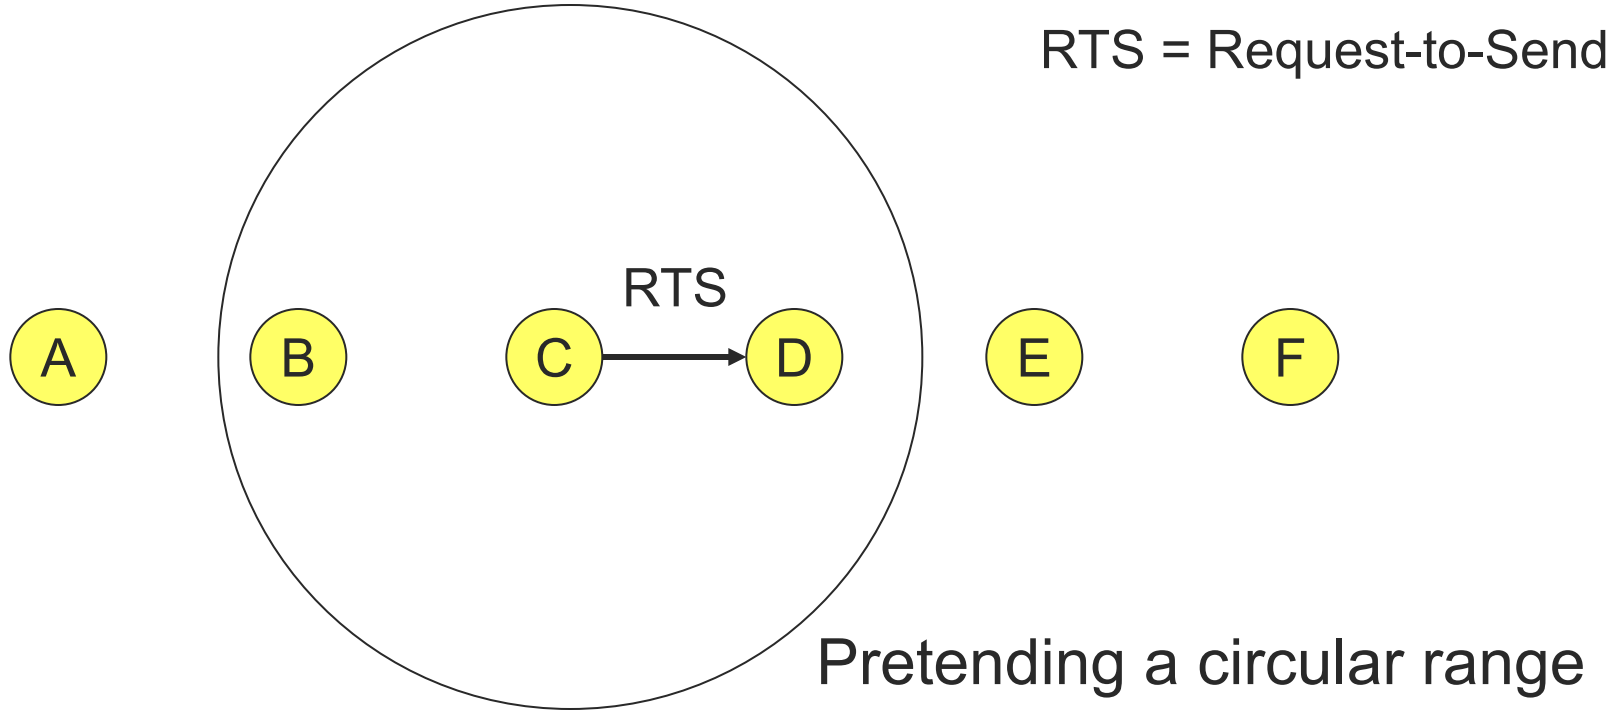 RTS = Request-to-Send
RTS
A B C D E F
Pretending a circular range